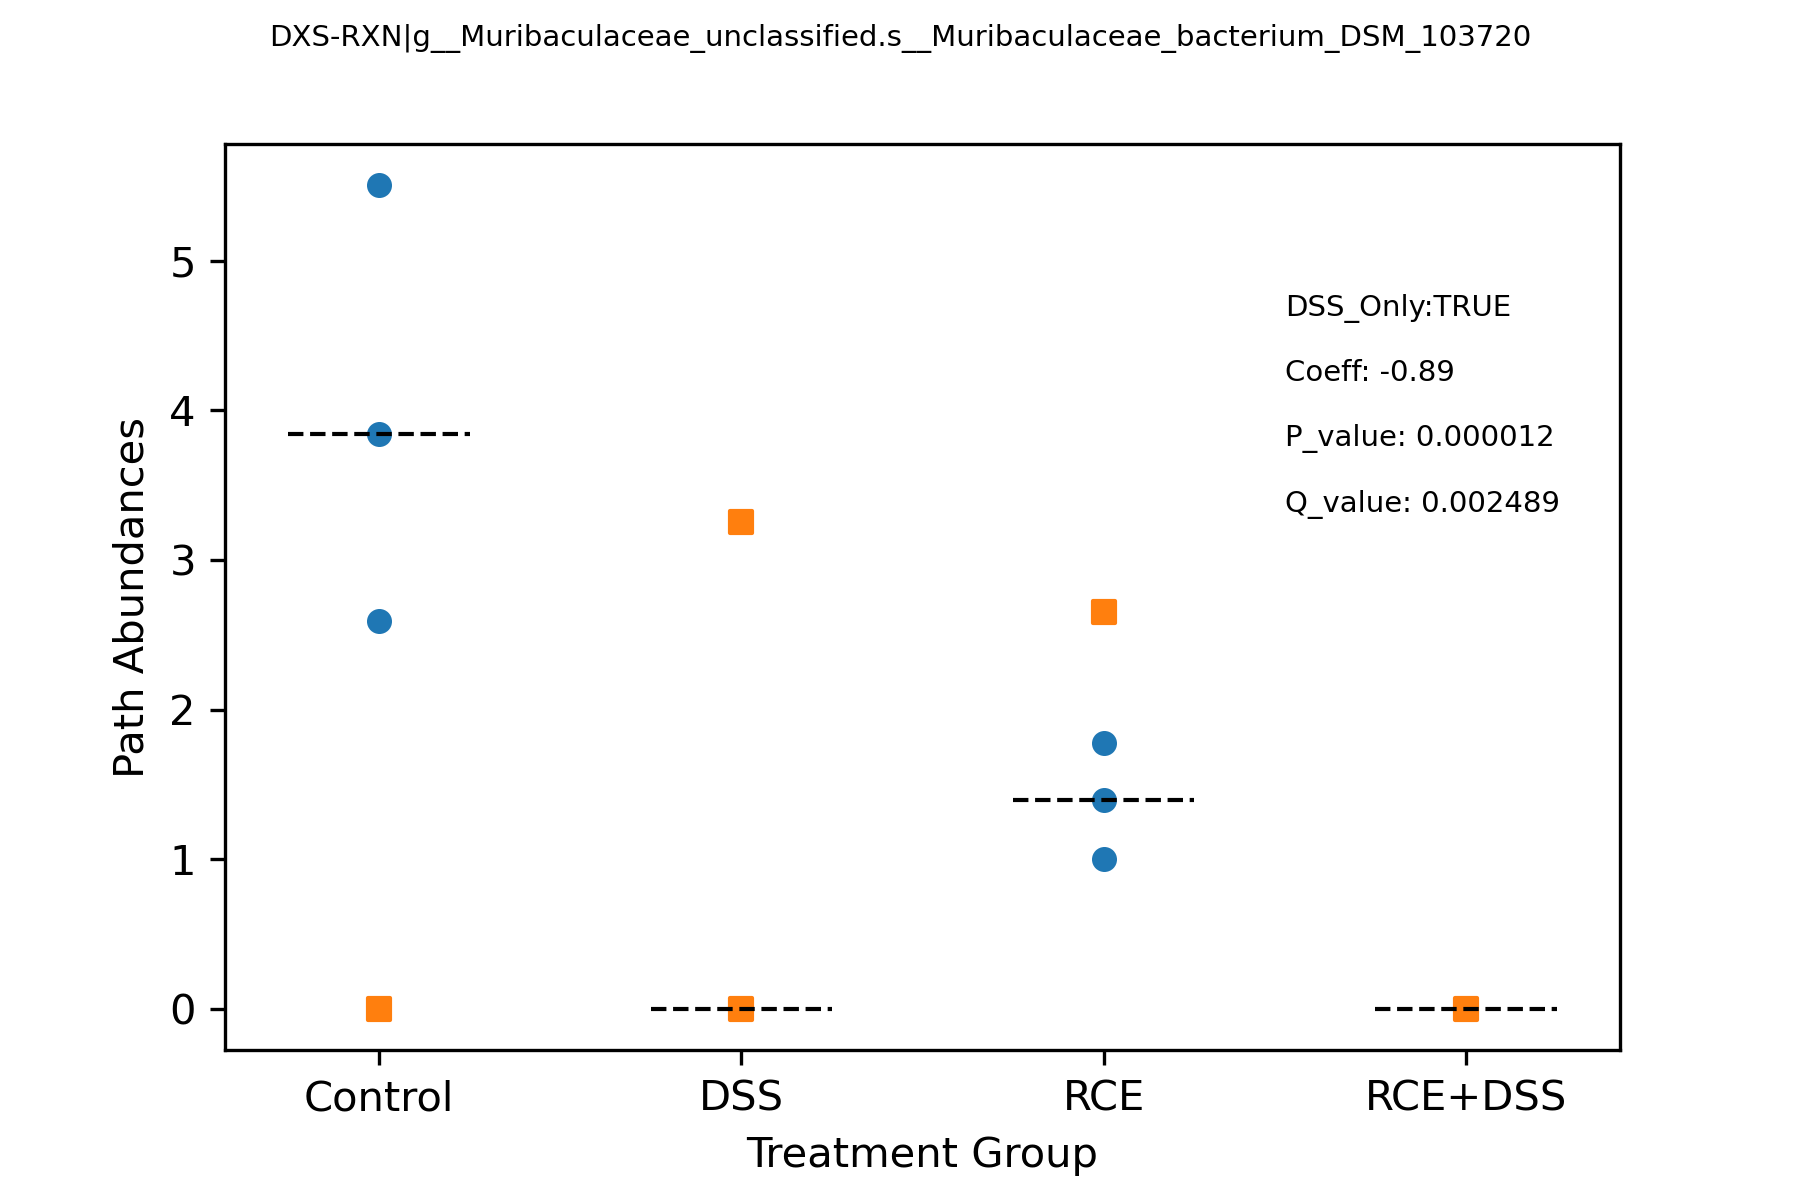 DXS-RXN|g__Muribaculaceae_unclassified.s__Muribaculaceae_bacterium_DSM_103720
5
4
3
2
1
0
Path Abundances
DSS_Only:TRUE
Coeff: -0.89
P_value: 0.000012
Q_value: 0.002489
Control
DSS
RCE
RCE+DSS
Treatment Group